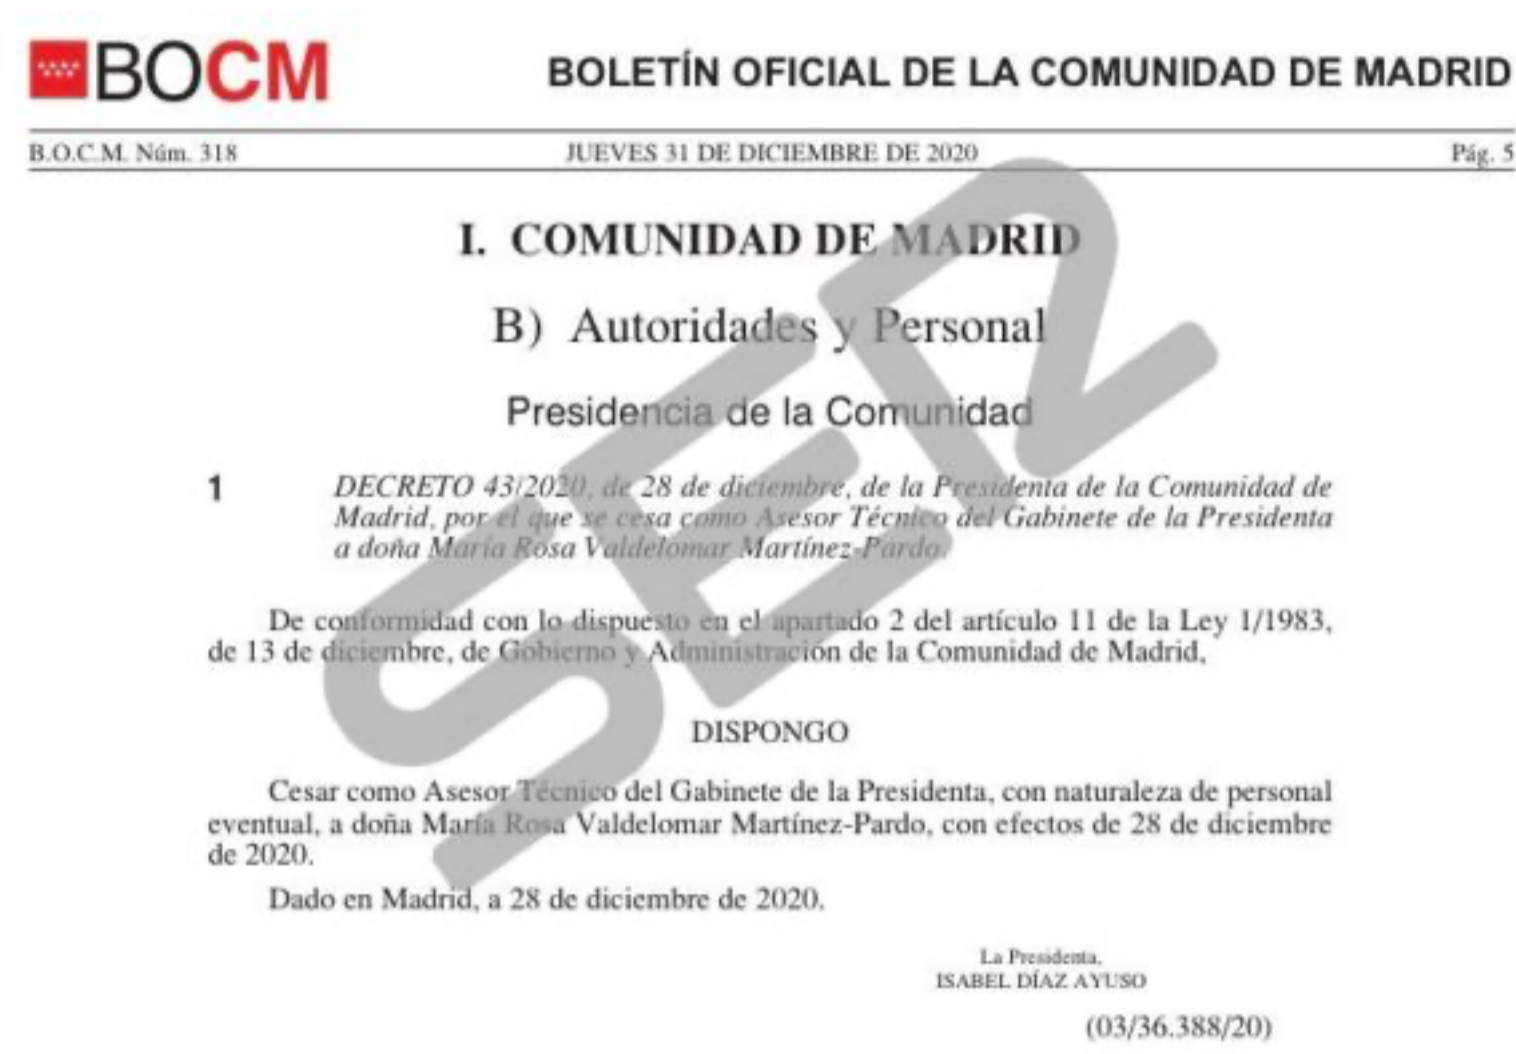 BOCM
BOLETÍN OFICIAL DE LA COMUNIDAD DE MADRID
B.O.C.M. Núm. 318
JUEVES 31 DE DICIEMBRE DE 2020
Pág. 5
I. COMUNIDAD DE MADRID
B) Autoridades y Personal
Presidencia de la Comunidad
1
DECRETO 43/2020, de 28 de diciembre, de la Presidenta de la Comunidad de
Madrid, por el que se cesa como Asesor Técnico del Gabinete de la Presidenta
a doña María Rosa Valdelomar Martínez-Pardo.
De conformidad con lo dispuesto en el apartado 2 del artículo 11 de la Ley 1/1983,
de 13 de diciembre, de Gobierno y Administración de la Comunidad de Madrid,
DISPONGO
Cesar como Asesor Técnico del Gabinete de la Presidenta, con naturaleza de personal
eventual, a doña María Rosa Valdelomar Martínez-Pardo, con efectos de 28 de diciembre
de 2020.
Dado en Madrid, a 28 de diciembre de 2020.
La Presidenta,
ISABEL DÍAZ AYUSO
(03/36.388/20)
SER